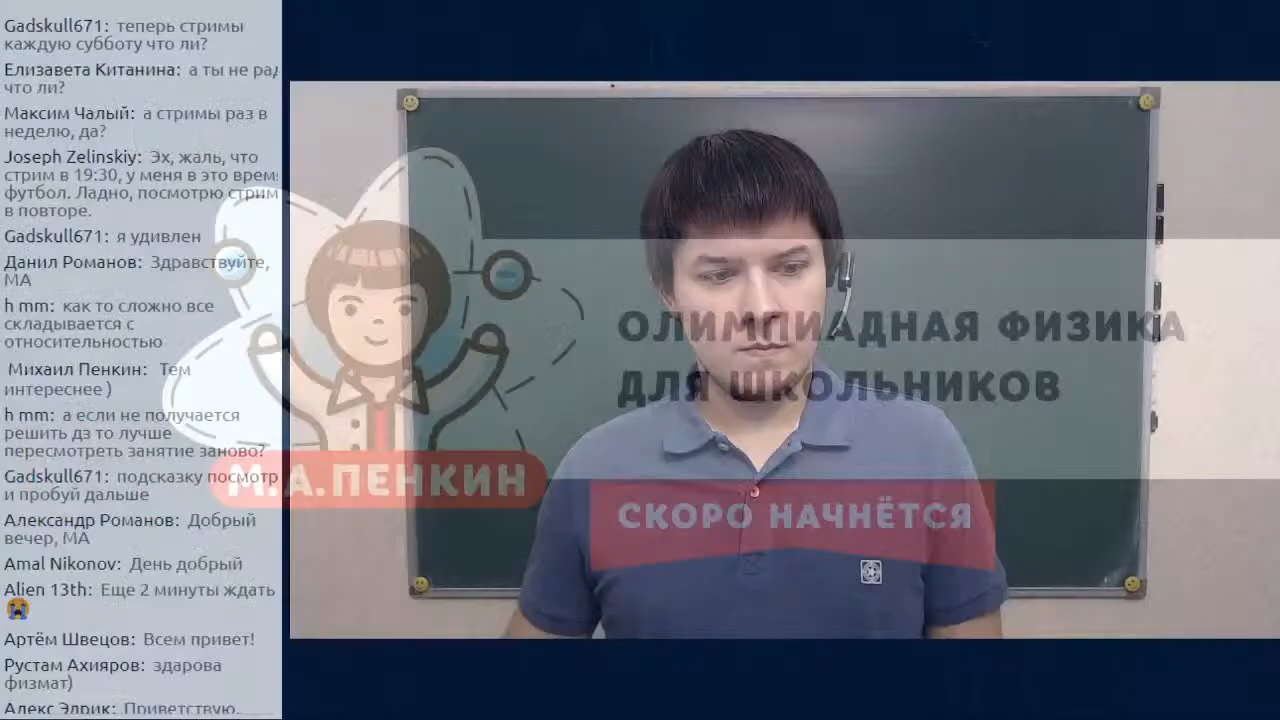 Gadskull671: теперь стримы
каждую субботу что ли?
Елизавета Китанина: а ты не рад
что ли?
Максим Чалый: а стримы раз в
неделю, да?
Joseph Zelinskiy: Эх, жаль, что
стрим в 19:30, у меня в это врем
футбол. Ладно, посмотрю стрим
в повторе.
Gadskull671: я удивлен
Данил Романов: Здравствуйте,
МА
h mm: как то сложно все
складывается с
относительностью
Михаил Пенкин: Тем
интереснее )
h mm: а если не получается
решить дз то лучше
пересмотреть занятие заново?
Gadskull671: подсказку посмотр
и пробуй дальше
Александр Романов: Добрый
вечер, МА
Amal Nikonov: День добрый
Alien 13th: Еще 2 минуты ждать
Артём Швецов: Всем привет!
Рустам Ахияров: здарова
физмат)
Алекс Элрик: Приветствую.
М.А.ПЕНКИН
ОЛИМПИАДНАЯ ФИЗИКА
ДЛЯ ШКОЛЬНИКОВ
СКОРО НАЧНЁТСЯ